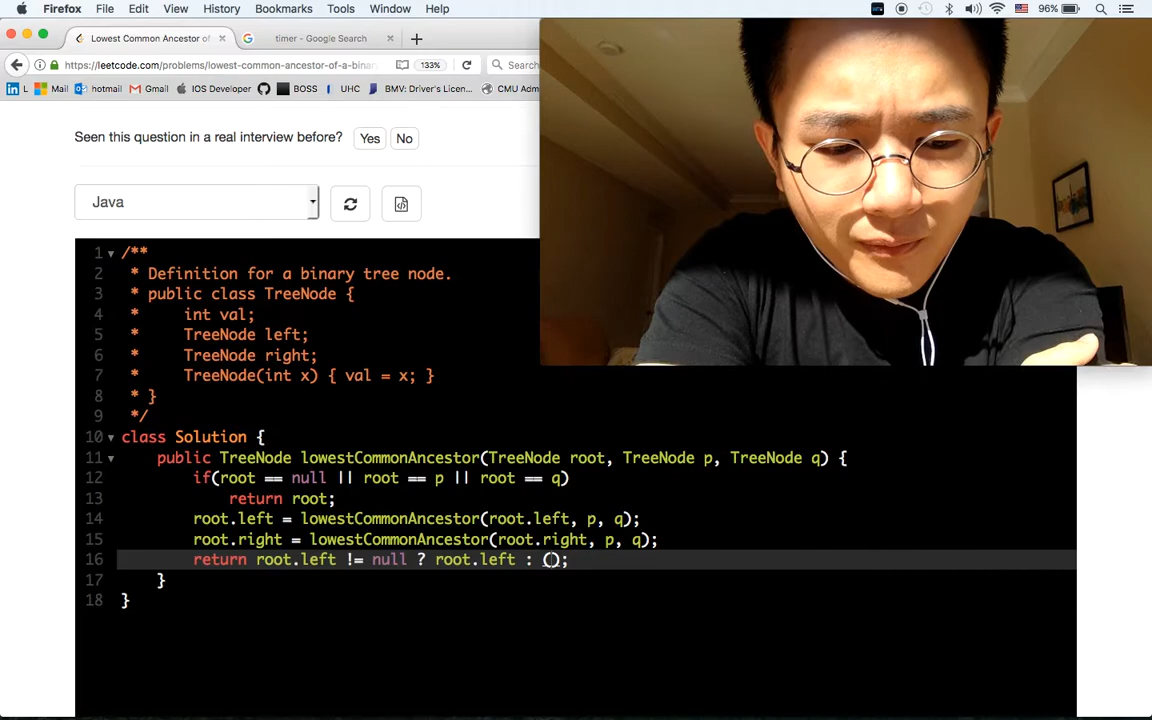 Firefox File Edit View History Bookmarks Tools Window Help 96%
Lowest Common Ancestor of timer - Google Search
https://leetcode.com/problems/lowest-common-ancestor-of-a-bina 133% Search
L Mail hotmail Gmail IOS Developer BOSS UHC BMV: Driver's Licen... CMU Adm
Seen this question in a real interview before? Yes No
Java
1 /**
2 * Definition for a binary tree node.
3 * public class TreeNode {
4 * int val;
5 * TreeNode left;
6 * TreeNode right;
7 * TreeNode(int x) { val = x; }
8 * }
9 */
10 class Solution {
11 public TreeNode lowestCommonAncestor(TreeNode root, TreeNode p, TreeNode q) {
12 if(root == null || root == p || root == q)
13 return root;
14 root.left = lowestCommonAncestor(root.left, p, q);
15 root.right = lowestCommonAncestor(root.right, p, q);
16 return root.left != null ? root.left : ();
17 }
18 }